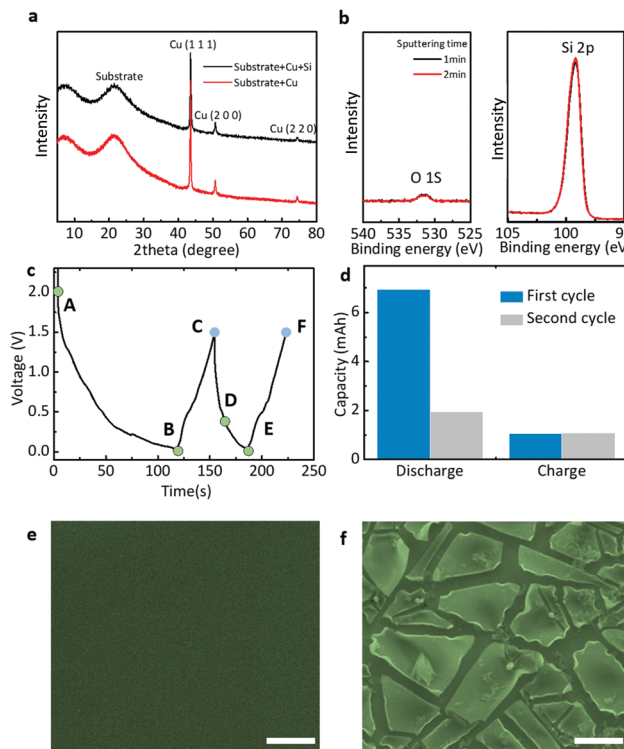 a
Cu (1 1 1)
Substrate+Cu+Si
Substrate+Cu
Substrate
Cu (2 0 0)
Cu (2 2 0)
Intensity
10 20 30 40 50 60 70 80
2theta (degree)
b
Sputtering time
1min
2min
O 1S
Intensity
540 535 530 525
Binding energy (eV)
Si 2p
Intensity
105 100 9
Binding energy (eV
c
2.0
1.5
1.0
0.5
0.0
Voltage (V)
A
B
C
D
E
F
0 50 100 150 200 250
Time(s)
d
First cycle
Second cycle
6
4
2
0
Capacity (mAh)
Discharge Charge
e
f